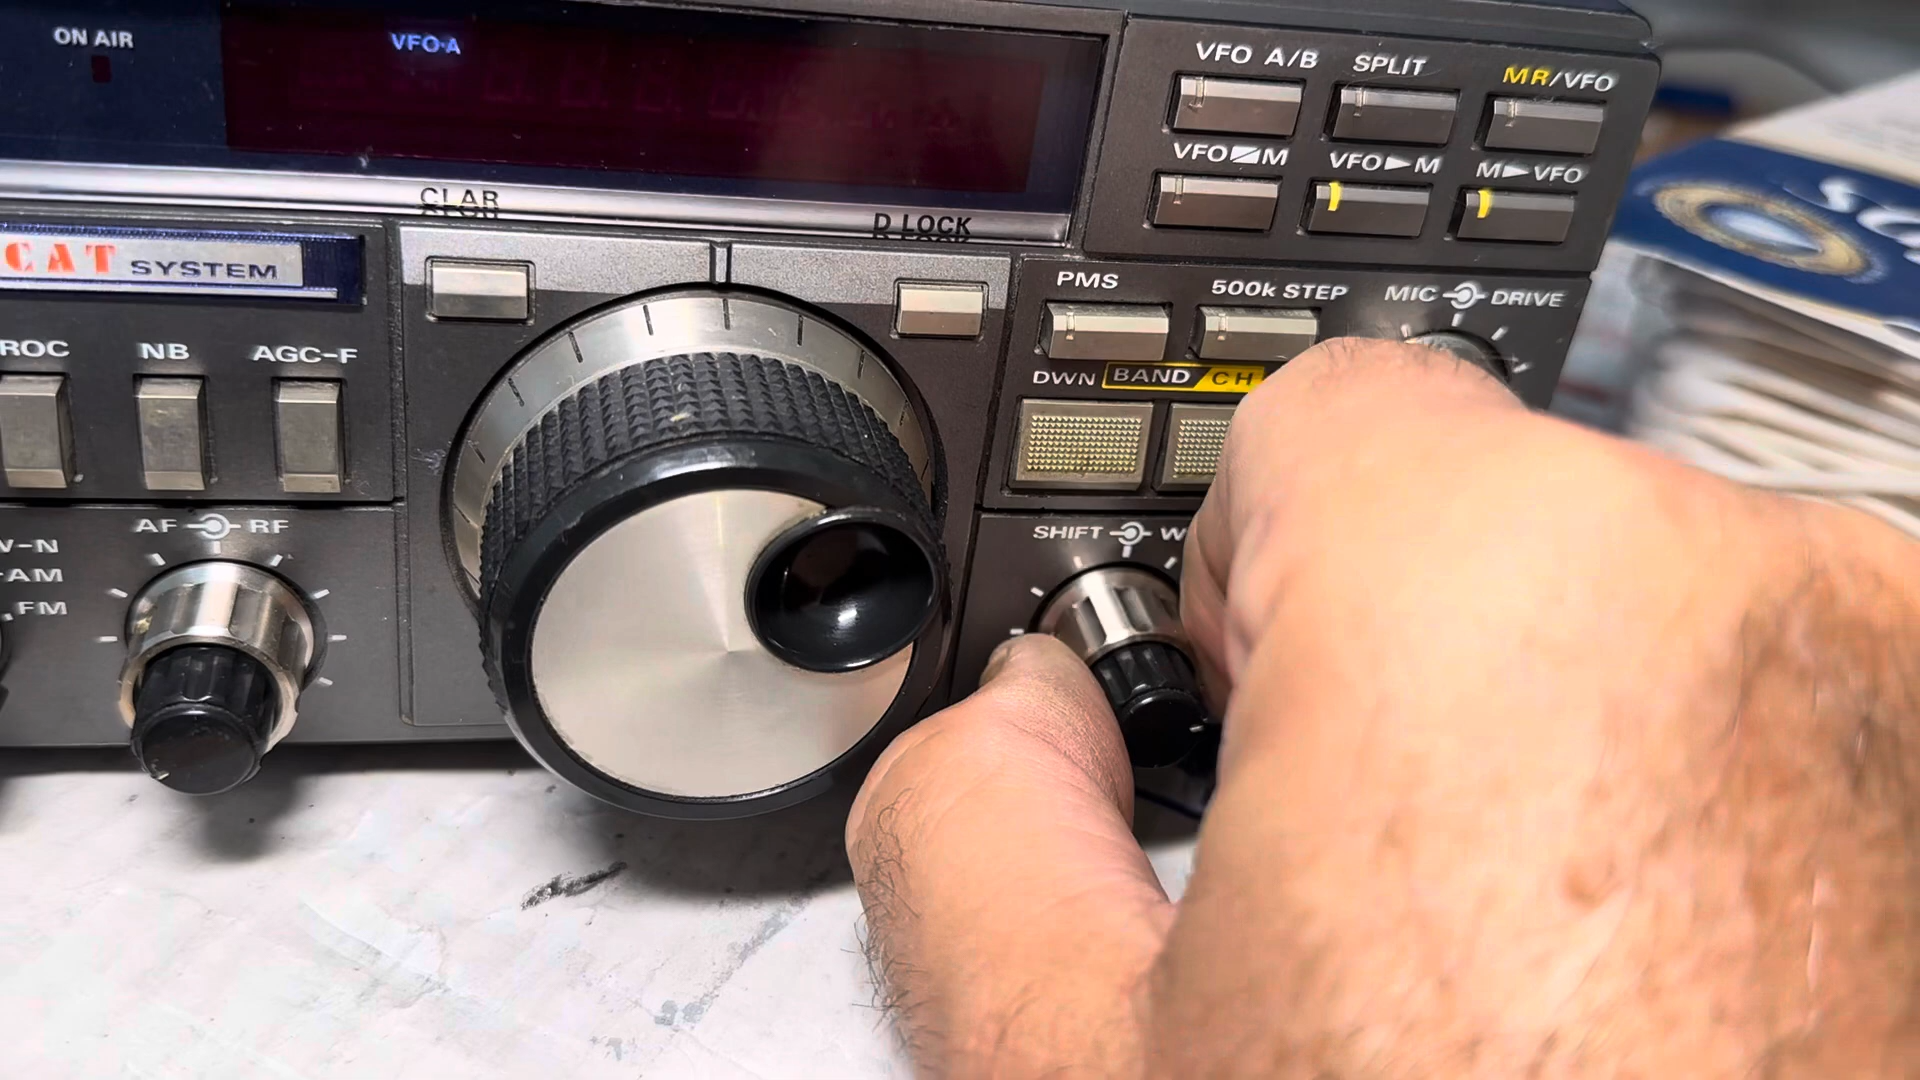 ON AIR
VFO-A
VFO A/B
SPLIT
MR/VFO
VFO
M
VFO►M
M►VFO
CLAR
D LOCK
CAT SYSTEM
PMS
500k STEP
MIC
DRIVE
ROC
NB
AGC-F
DWN
BAND
CH
AF
RF
SHIFT
W-N
AM
FM